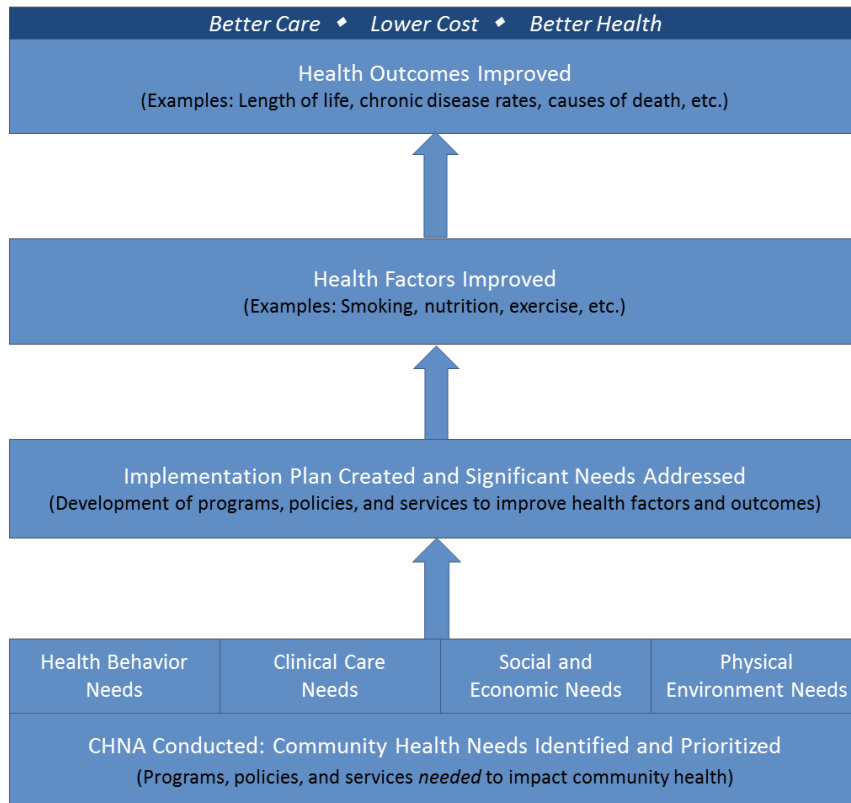 Better Care ◆ Lower Cost ◆ Better Health
Health Outcomes Improved
(Examples: Length of life, chronic disease rates, causes of death, etc.)
Health Factors Improved
(Examples: Smoking, nutrition, exercise, etc.)
Implementation Plan Created and Significant Needs Addressed
(Development of programs, policies, and services to improve health factors and outcomes)
Health Behavior
Needs
Clinical Care
Needs
Social and
Economic Needs
Physical
Environment Needs
CHNA Conducted: Community Health Needs Identified and Prioritized
(Programs, policies, and services needed to impact community health)